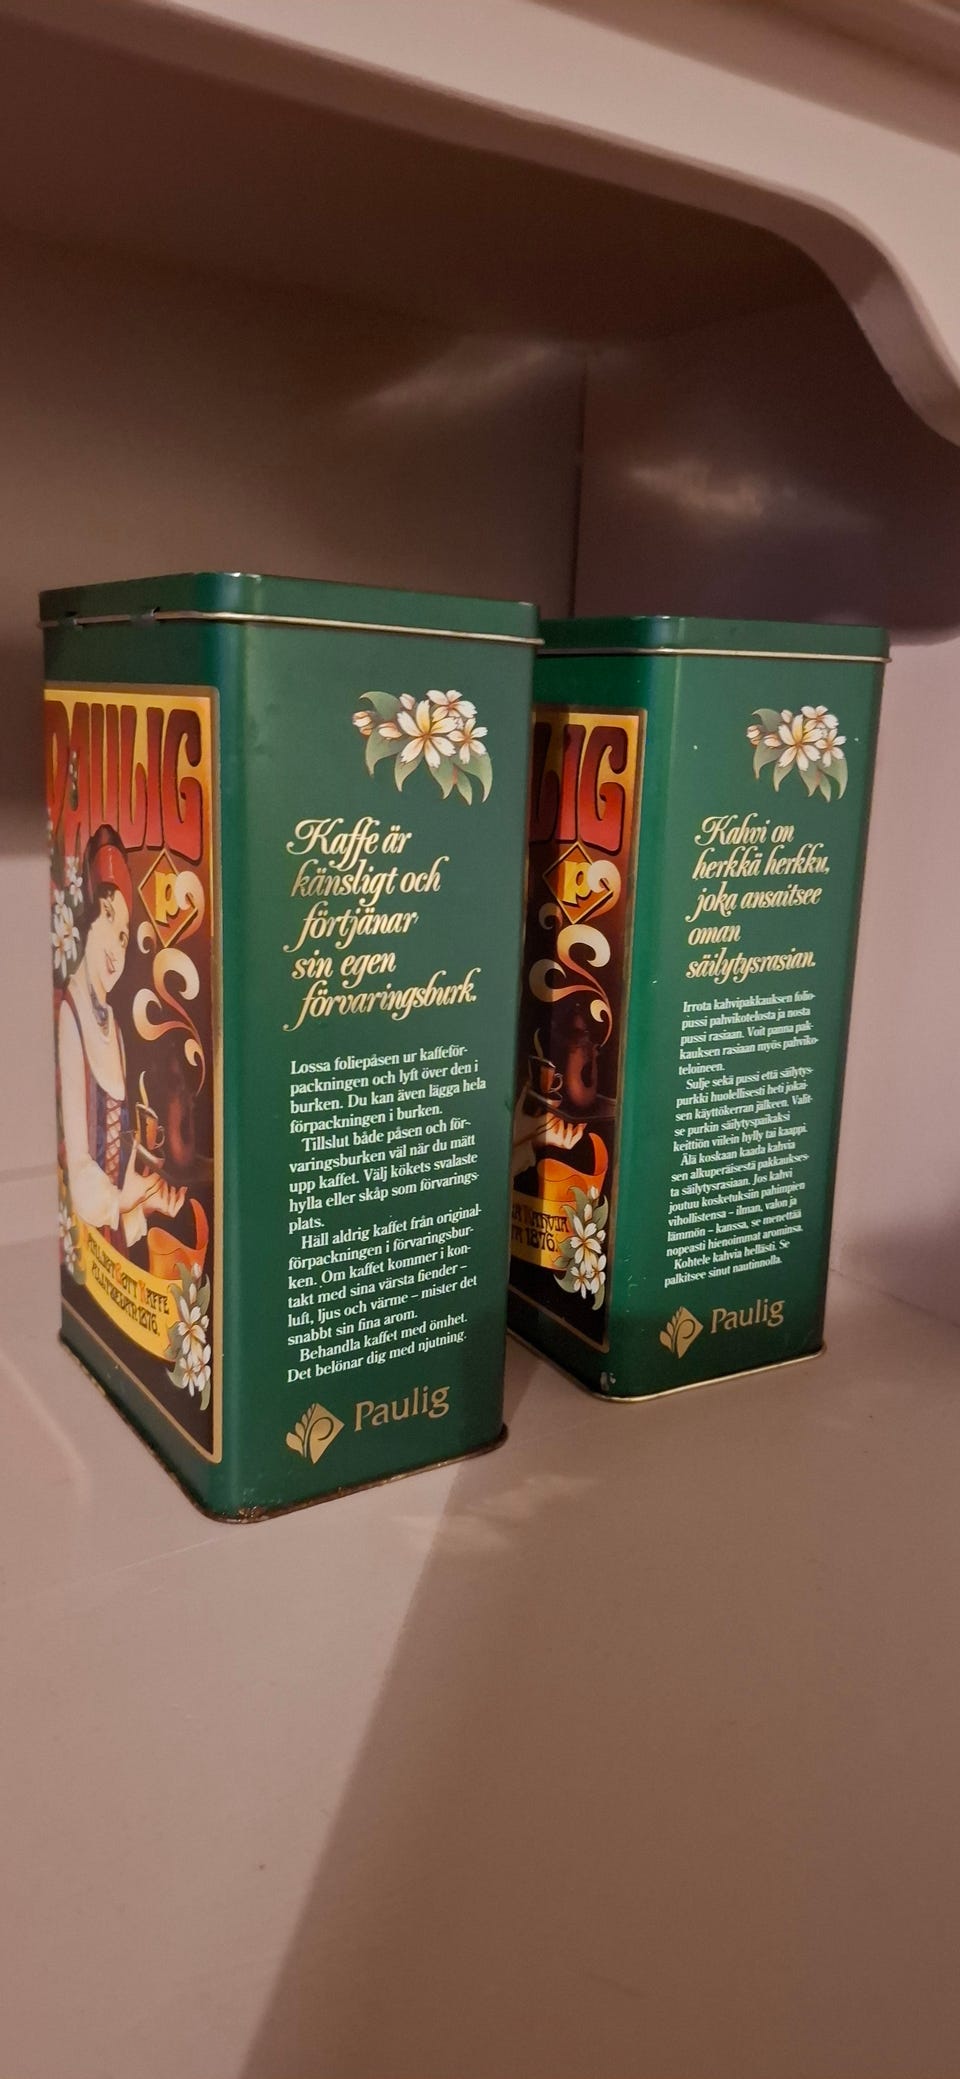 PAULIG
P
PAULIGIT GOTT KAFFE
1876.
Kaffe är
känsligt och
förtjänar
sin egen
förvaringsburk.
Lossa foliepåsen ur kaffeför-
packningen och lyft över den i
burken. Du kan även lägga hela
förpackningen i burken.
Tillslut både påsen och för-
varingsburken väl när du mätt
upp kaffet. Välj kökets svalaste
hylla eller skåp som förvarings-
plats.
Häll aldrig kaffet från original-
förpackningen i förvaringsbur-
ken. Om kaffet kommer i kon-
takt med sina värsta fiender –
luft, ljus och värme – mister det
snabbt sin fina arom.
Behandla kaffet med ömhet.
Det belönar dig med njutning.
Paulig
LIG
P
1876.
Kahvi on
herkkä herkku,
joka ansaitsee
oman
säilytysrasian.
Irrota kahvipakkauksen folio-
pussi pahvikotelosta ja nosta
pussi rasiaan. Voit panna pak-
kauksen rasiaan myös pahviko-
teloineen.
Sulje sekä pussi että säilytys-
purkki huolellisesti heti jokai-
sen käyttökerran jälkeen. Valit-
se purkin säilytyspaikaksi
keittiön viilein hylly tai kaappi.
Älä koskaan kaada kahvia
sen alkuperäisestä pakkaukses-
ta säilytysrasiaan. Jos kahvi
joutuu kosketuksiin pahimpien
vihollistensa – ilman, valon ja
lämmön – kanssa, se menettää
nopeasti hienoimmat arominsa.
Kohtele kahvia hellästi. Se
palkitsee sinut nautinnolla.
Paulig